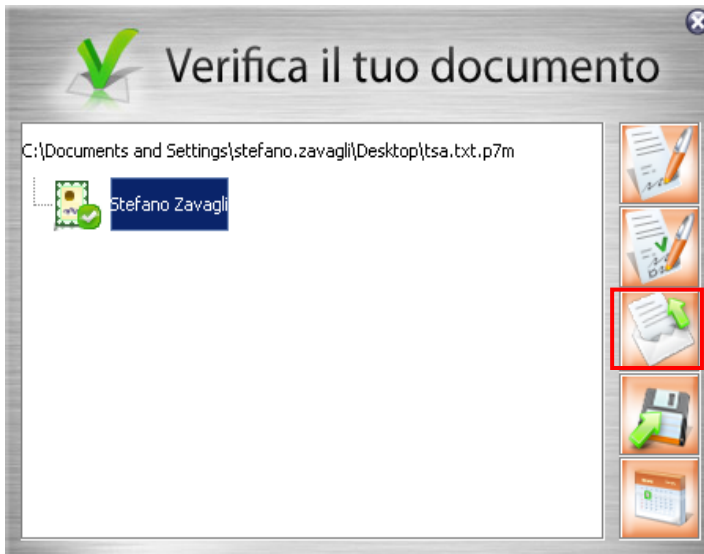 Verifica il tuo documento
C:\Documents and Settings\stefano.zavagli\Desktop\tsa.txt.p7m
Stefano Zavagli